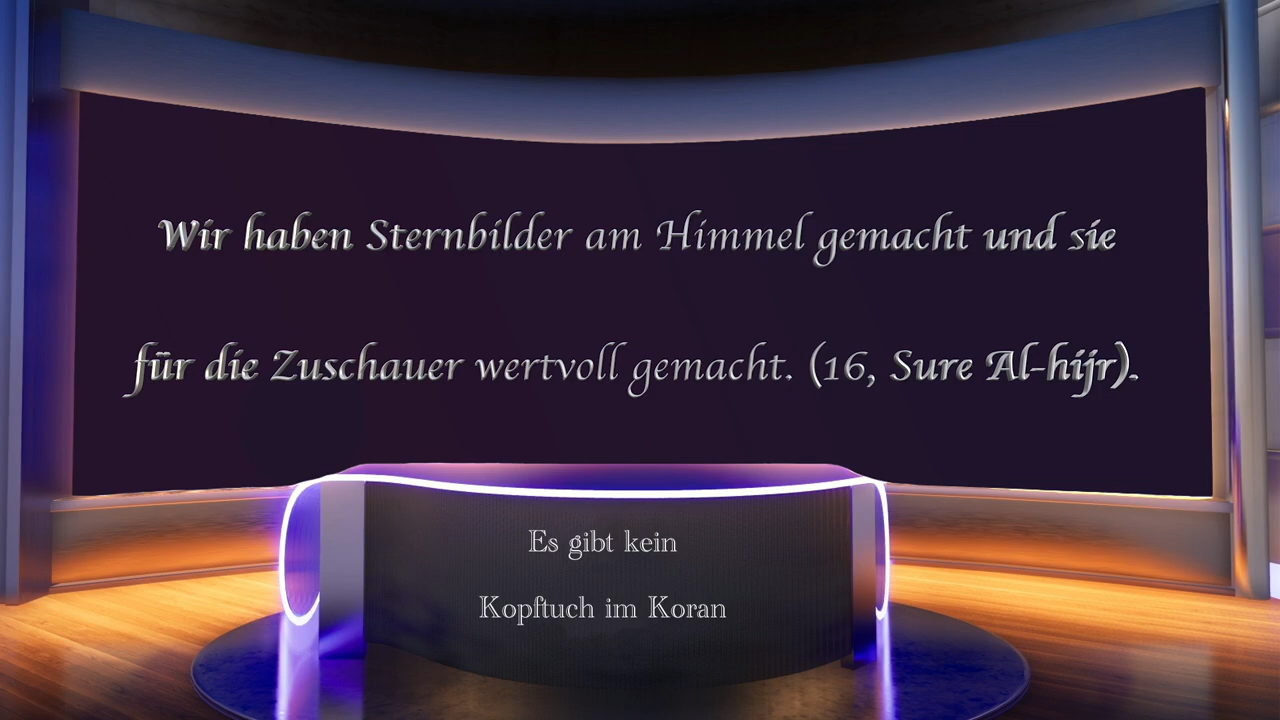 Wir haben Sternbilder am Himmel gemacht und sie
für die Zuschauer wertvoll gemacht. (16, Sure Al-hijr).
Es gibt kein
Kopftuch im Koran